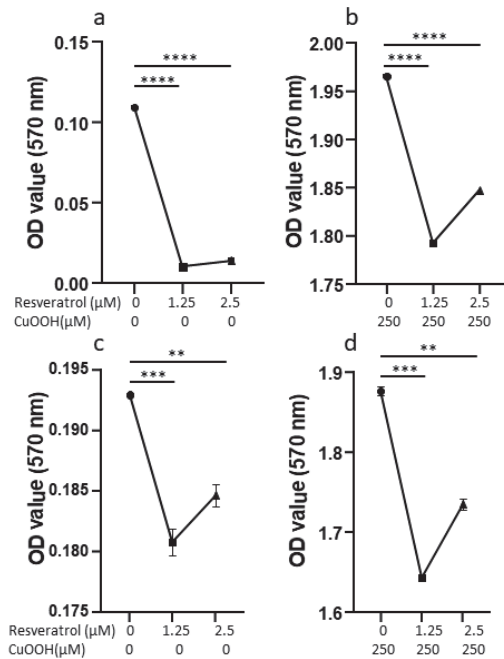 a
****
****
OD value (570 nm)
0.15
0.10
0.05
0.00
Resveratrol (μM) 0 1.25 2.5
CuOOH(μM) 0 0 0
b
****
****
OD value (570 nm)
2.00
1.95
1.90
1.85
1.80
1.75
0 1.25 2.5
250 250 250
c
**
***
OD value (570 nm)
0.195
0.190
0.185
0.180
0.175
Resveratrol (μM) 0 1.25 2.5
CuOOH(μM) 0 0 0
d
**
***
OD value (570 nm)
1.9
1.8
1.7
1.6
0 1.25 2.5
250 250 250